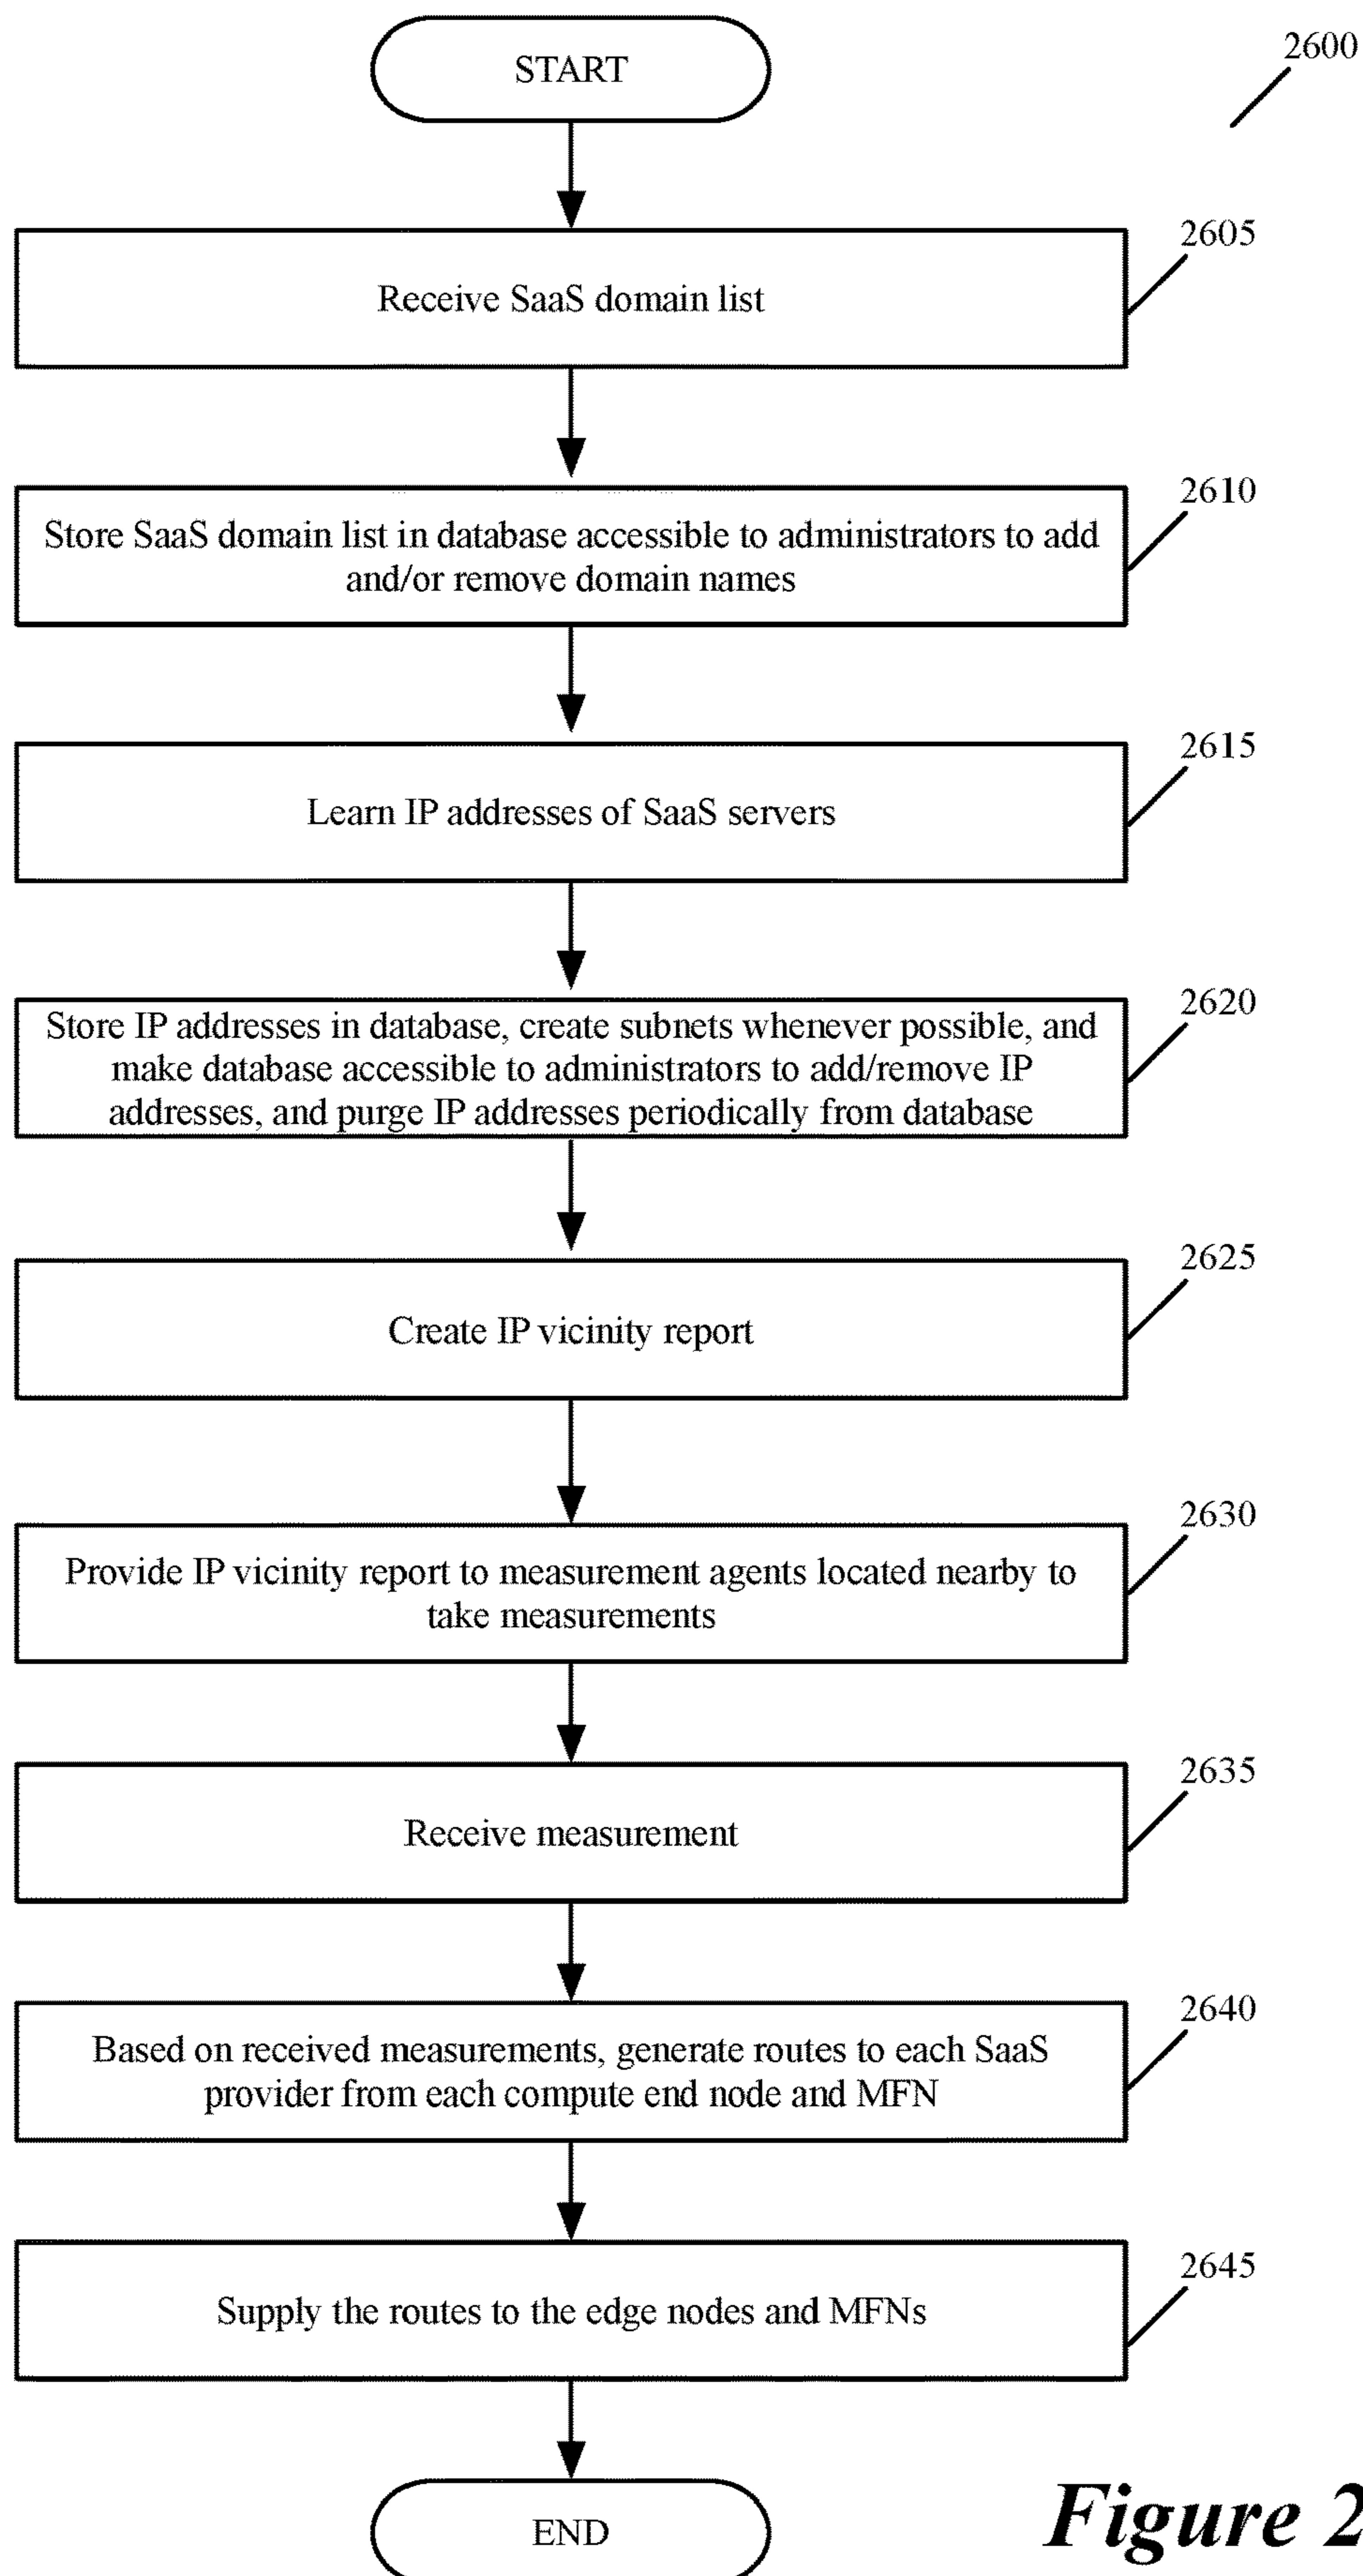 START
2600
2605
Receive SaaS domain list
2610
Store SaaS domain list in database accessible to administrators to add
and/or remove domain names
2615
Learn IP addresses of SaaS servers
2620
Store IP addresses in database, create subnets whenever possible, and
make database accessible to administrators to add/remove IP
addresses, and purge IP addresses periodically from database
2625
Create IP vicinity report
2630
Provide IP vicinity report to measurement agents located nearby to
take measurements
2635
Receive measurement
2640
Based on received measurements, generate routes to each SaaS
provider from each compute end node and MFN
2645
Supply the routes to the edge nodes and MFNs
END
Figure 2